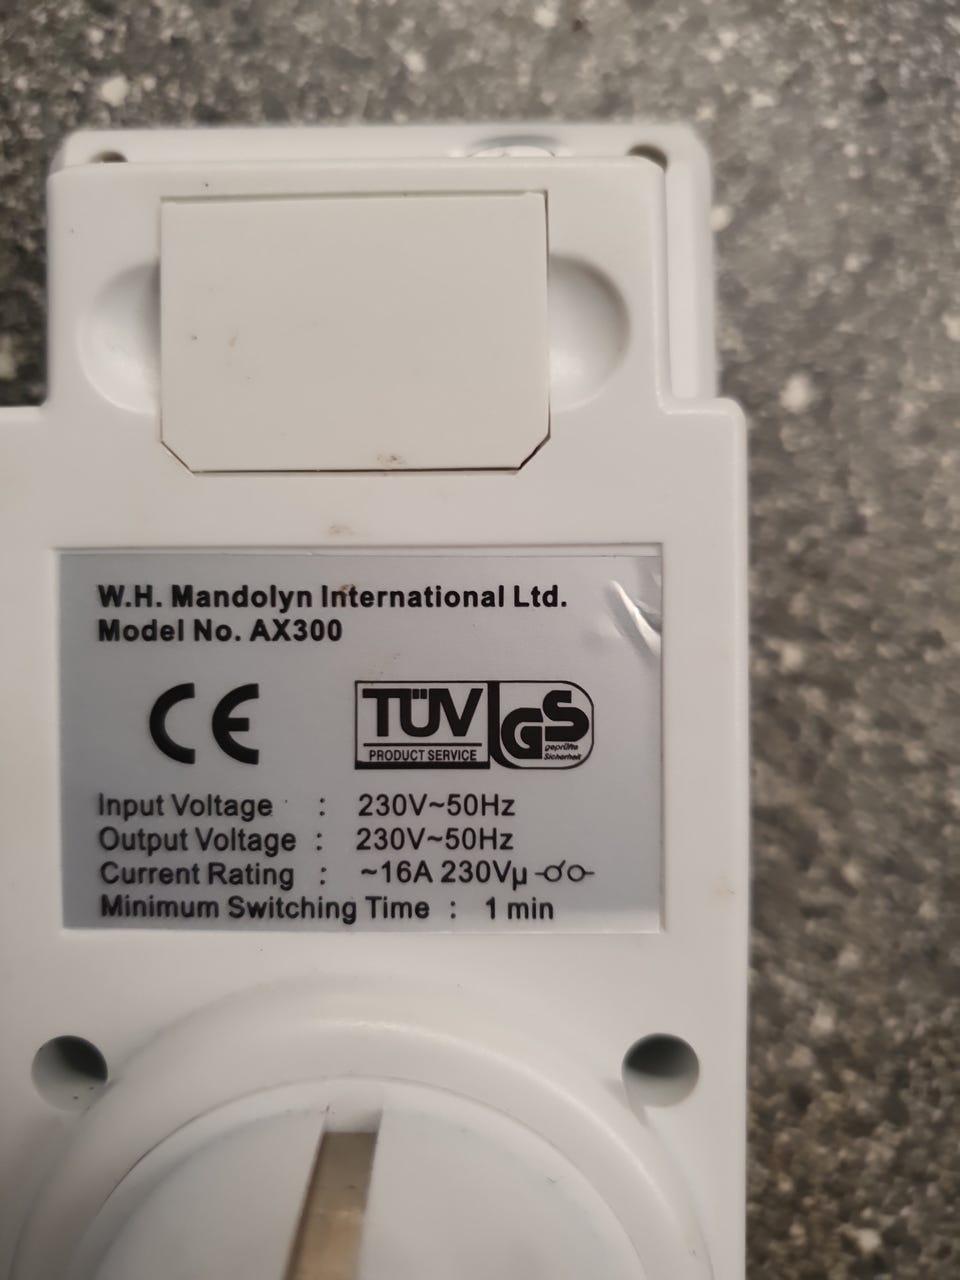 W.H. Mandolyn International Ltd.
Model No. AX300
CE
TÜV
PRODUCT SERVICE
GS
geprüfte
Sicherheit
Input Voltage : 230V~50Hz
Output Voltage : 230V~50Hz
Current Rating : ~16A 230Vµ
Minimum Switching Time : 1 min